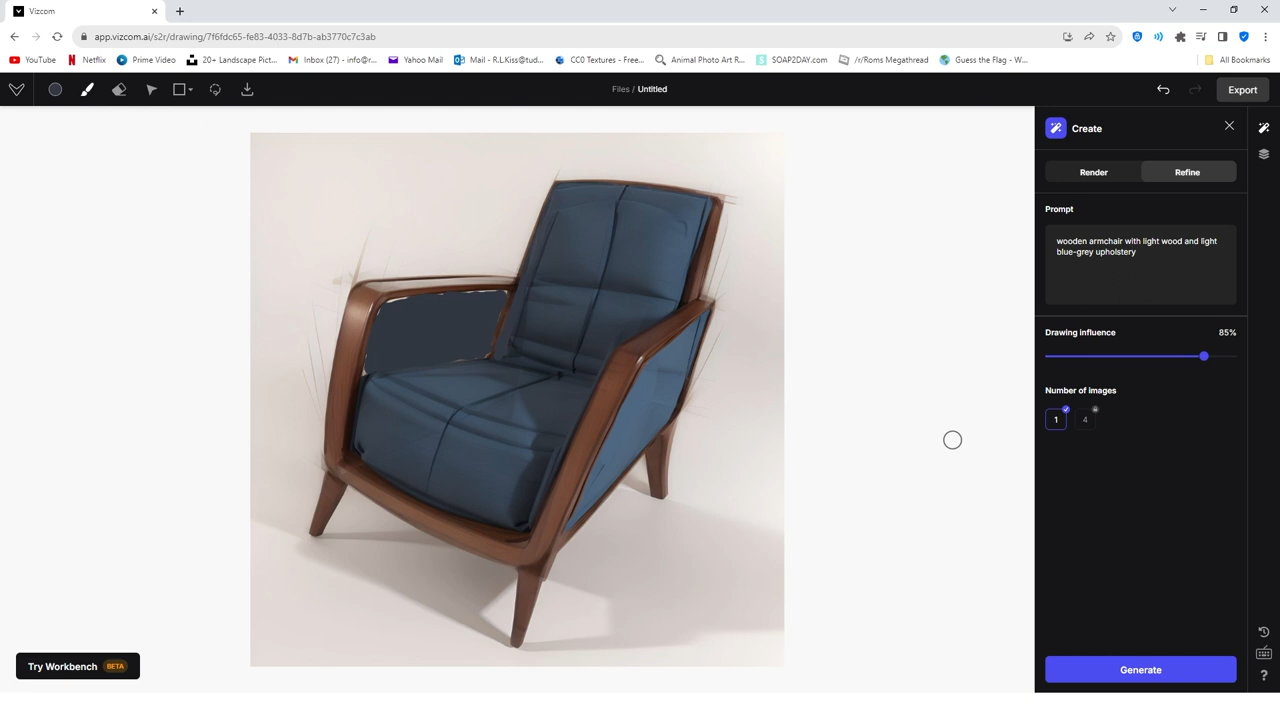 Vizcom
app.vizcom.ai/s2r/drawing/7f6fdc65-fe83-4033-8d7b-ab3770c7c3ab
YouTube Netflix Prime Video 20+ Landscape Pict... Inbox (27) - info@r... Yahoo Mail Mail - R.L.Kiss@tud... CC0 Textures - Free... Animal Photo Art R... SOAP2DAY.com /r/Roms Megathread Guess the Flag - W... All Bookmarks
Files / Untitled
Export
Create
Render Refine
Prompt
wooden armchair with light wood and light
blue-grey upholstery
Drawing influence 85%
Number of images
1 4
Try Workbench BETA
Generate